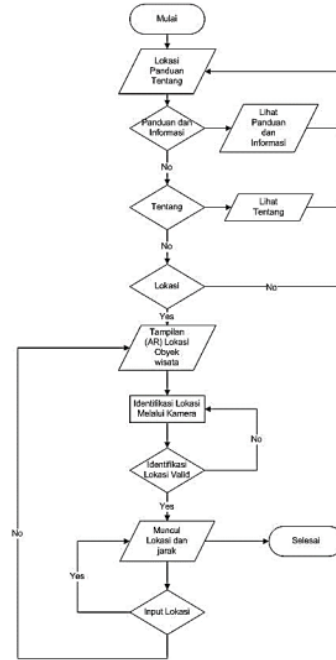 Mulai
Lokasi
Panduan
Tentang
Panduan dan
Informasi
Lihat
Panduan
dan
Informasi
No
Tentang
Lihat
Tentang
No
Lokasi
No
Yes
Tampilan
(AR) Lokasi
Obyek
wisata
Identifikasi Lokasi
Melalui Kamera
No
Identifikasi
Lokasi Valid
Yes
No
Muncul
Lokasi dan
jarak
Selesai
Yes
Input Lokasi